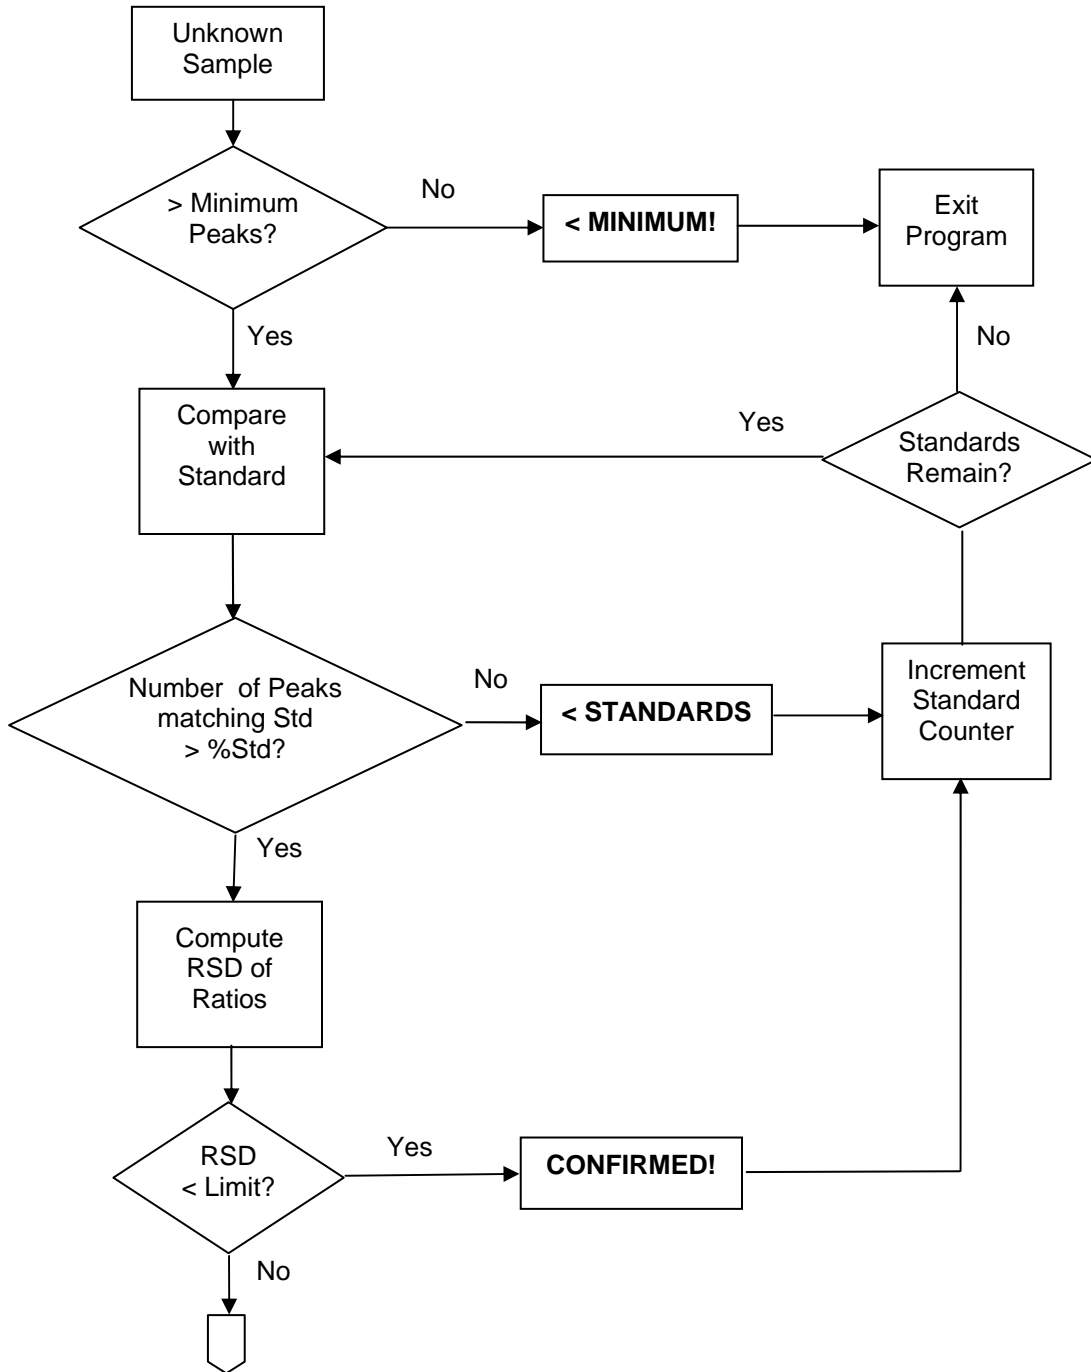 Unknown
Sample
> Minimum
Peaks?
No
< MINIMUM!
Exit
Program
Yes
No
Compare
with
Standard
Yes
Standards
Remain?
Number of Peaks
matching Std
> %Std?
No
< STANDARDS
Increment
Standard
Counter
Yes
Compute
RSD of
Ratios
RSD
< Limit?
Yes
CONFIRMED!
No